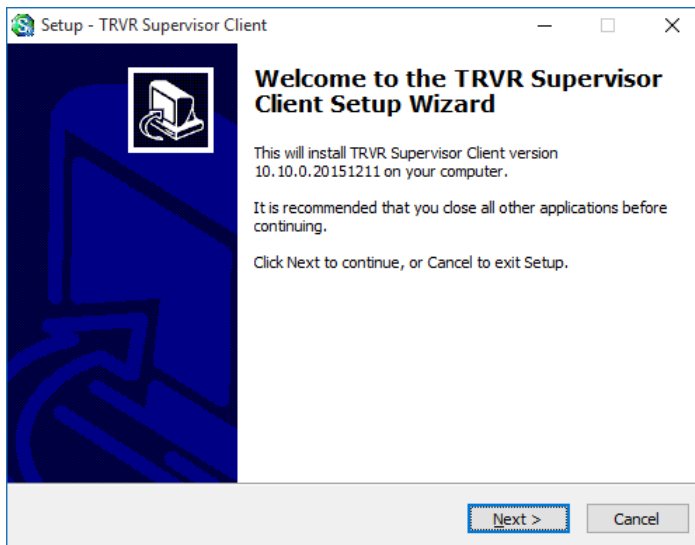 Setup - TRVR Supervisor Client
Welcome to the TRVR Supervisor
Client Setup Wizard
This will install TRVR Supervisor Client version
10.10.0.20151211 on your computer.
It is recommended that you close all other applications before
continuing.
Click Next to continue, or Cancel to exit Setup.
Next >
Cancel